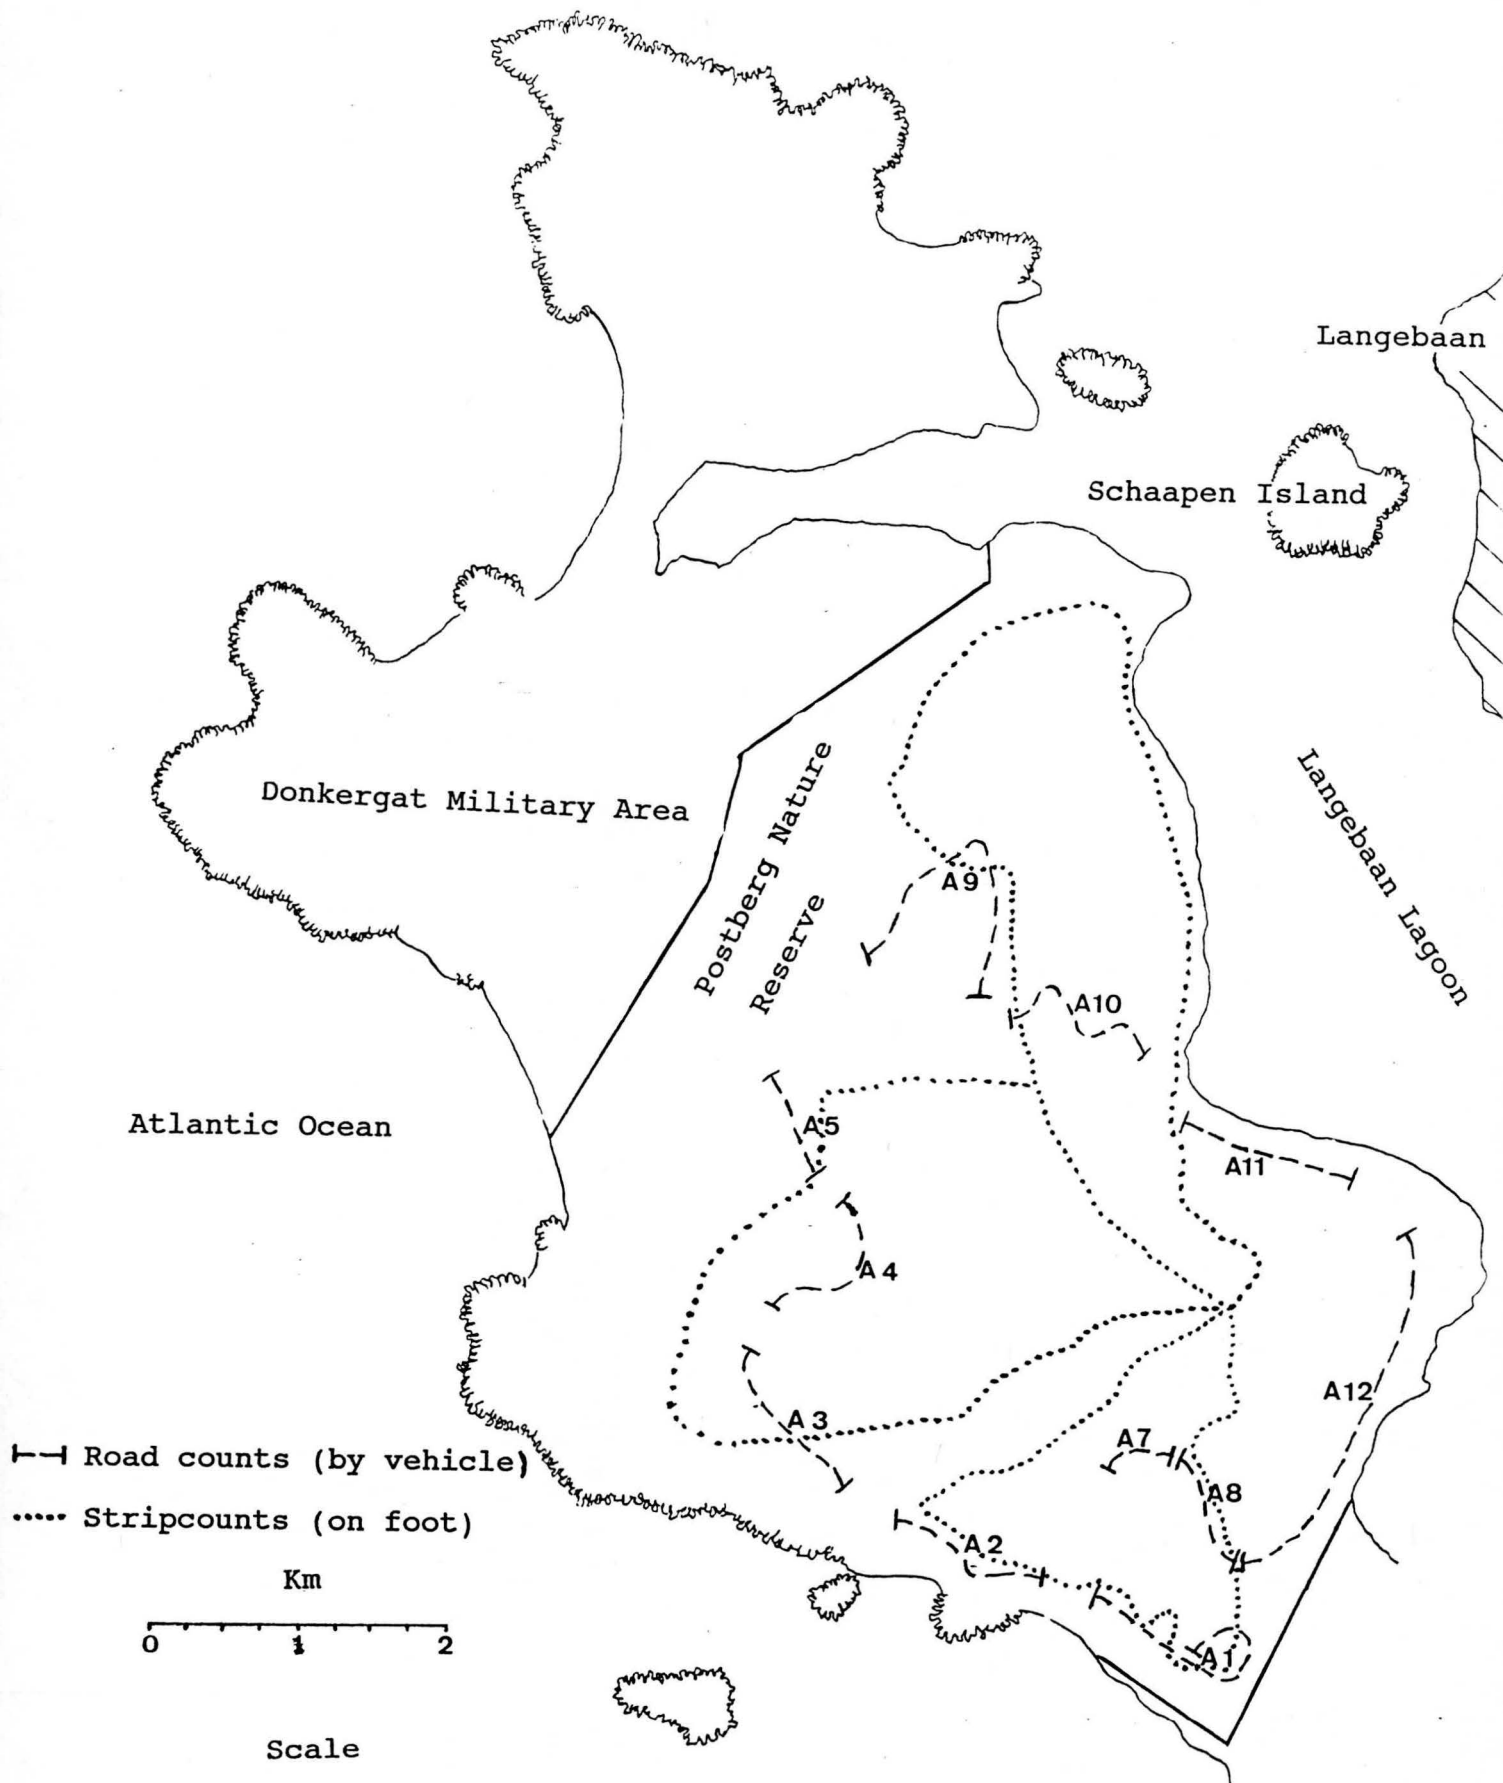 Langebaan
Schaapen Island
Donkergat Military Area
Postberg Nature
Reserve
Langebaan Lagoon
A9
A10
Atlantic Ocean
A5
A11
A4
A12
A3
A7
A8
A2
A1
Road counts (by vehicle)
Stripcounts (on foot)
Km
0 1 2
Scale